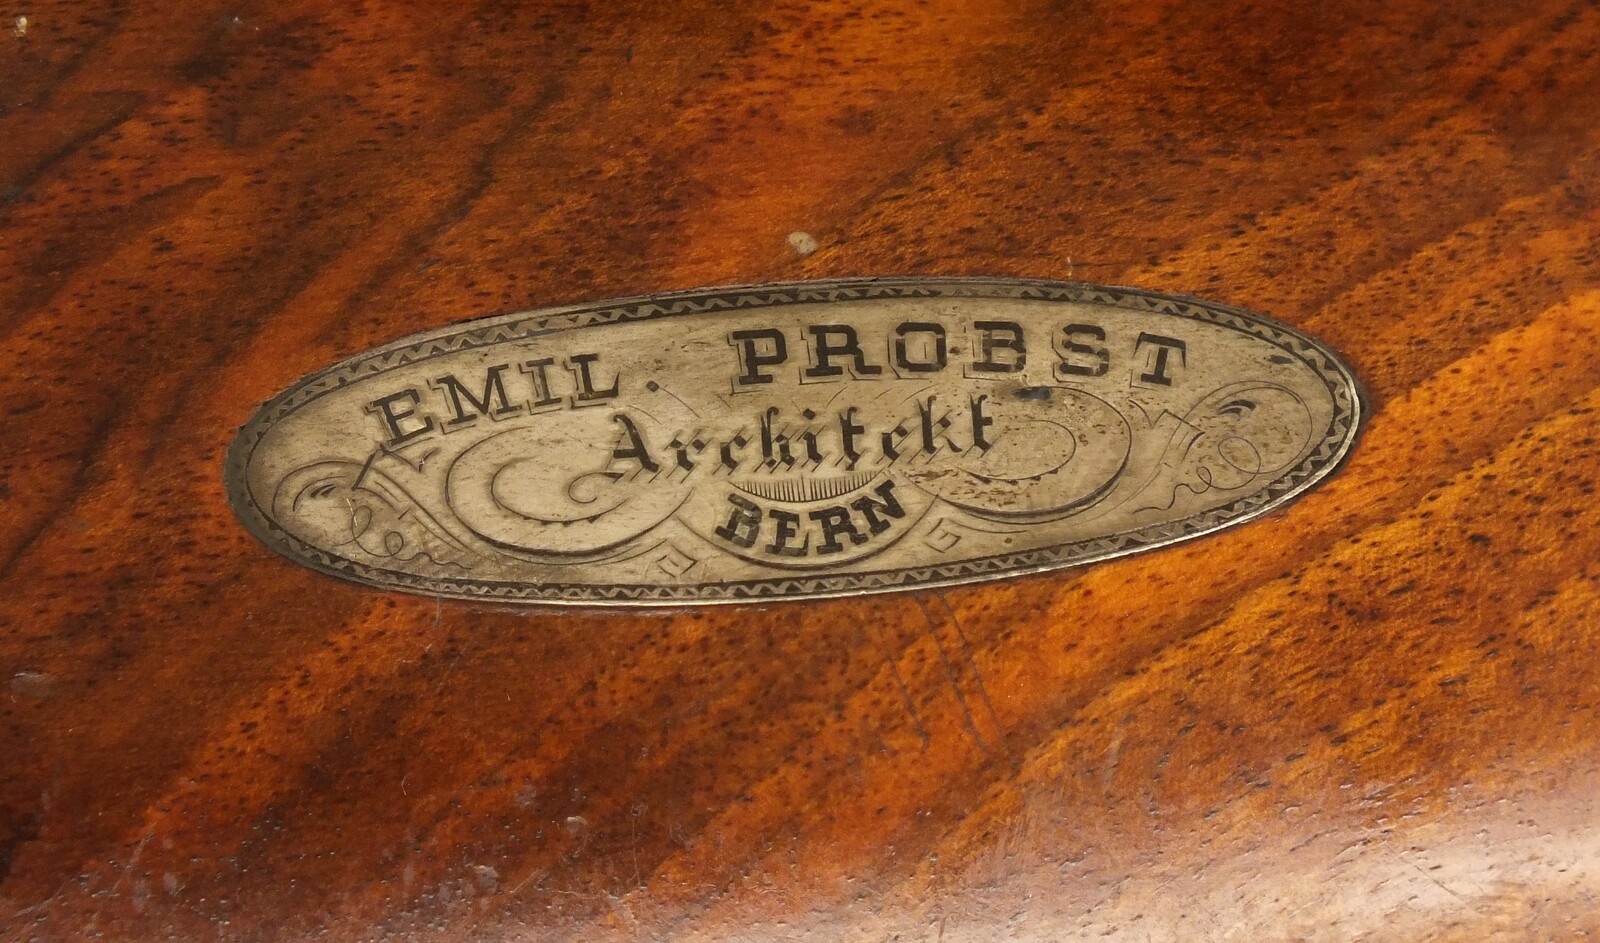 EMIL. PROBST
Architekt
BERN